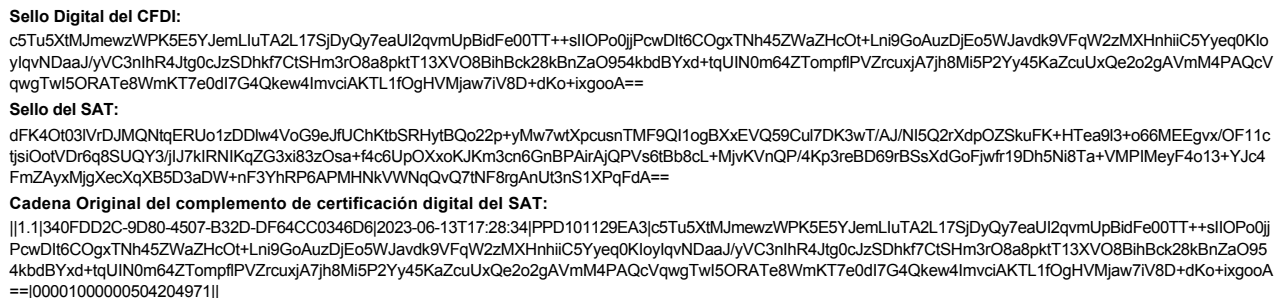 Sello Digital del CFDI:
c5Tu5XtMJmewzWPK5E5YJemLIuTA2L17SjDyQy7eaUI2qvmUpBidFe00TT++sIIOPo0jjPcwDIt6COgxTNh45ZWaZHcOt+Lni9GoAuzDjEo5WJavdk9VFqW2zMXHnhiiC5Yyeq0KIo
yIqvNDaaJ/yVC3nIhR4Jtg0cJzSDhkf7CtSHm3rO8a8pktT13XVO8BihBck28kBnZaO954kbdBYxd+tqUIN0m64ZTompflPVZrcuxjA7jh8Mi5P2Yy45KaZcuUxQe2o2gAVmM4PAQcV
qwgTwI5ORATe8WmKT7e0dI7G4Qkew4ImvciAKTL1fOgHVMjaw7iV8D+dKo+ixgooA==
Sello del SAT:
dFK4Ot03lVrDJMQNtqERUo1zDDlw4VoG9eJfUChKtbSRHytBQo22p+yMw7wtXpcusnTMF9QI1ogBXxEVQ59CuI7DK3wT/AJ/NI5Q2rXdpOZSkuFK+HTea9l3+o66MEEgvx/OF11c
tjsiOotVDr6q8SUQY3/jIJ7kIRNIKqZG3xi83zOsa+f4c6UpOXxoKJKm3cn6GnBPAirAjQPVs6tBb8cL+MjvKVnQP/4Kp3reBD69rBSsXdGoFjwfr19Dh5Ni8Ta+VMPIMeyF4o13+YJc4
FmZAyxMjgXecXqXB5D3aDW+nF3YhRP6APMHNkVWNqQvQ7tNF8rgAnUt3nS1XPqFdA==
Cadena Original del complemento de certificación digital del SAT:
||1.1|340FDD2C-9D80-4507-B32D-DF64CC0346D6|2023-06-13T17:28:34|PPD101129EA3|c5Tu5XtMJmewzWPK5E5YJemLIuTA2L17SjDyQy7eaUI2qvmUpBidFe00TT++sIIOPo0jj
PcwDIt6COgxTNh45ZWaZHcOt+Lni9GoAuzDjEo5WJavdk9VFqW2zMXHnhiiC5Yyeq0KIoyIqvNDaaJ/yVC3nIhR4Jtg0cJzSDhkf7CtSHm3rO8a8pktT13XVO8BihBck28kBnZaO95
4kbdBYxd+tqUIN0m64ZTompflPVZrcuxjA7jh8Mi5P2Yy45KaZcuUxQe2o2gAVmM4PAQcVqwgTwI5ORATe8WmKT7e0dI7G4Qkew4ImvciAKTL1fOgHVMjaw7iV8D+dKo+ixgooA
==|00001000000504204971||